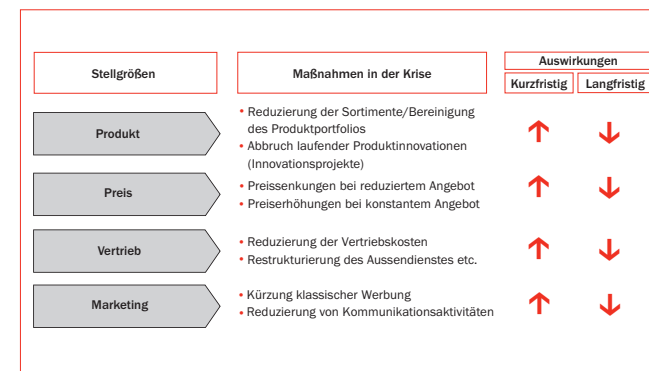 Stellgrößen
Maßnahmen in der Krise
Auswirkungen
Kurzfristig
Langfristig
Produkt
• Reduzierung der Sortimente/Bereinigung
des Produktportfolios
• Abbruch laufender Produktinnovationen
(Innovationsprojekte)
Preis
• Preissenkungen bei reduziertem Angebot
• Preiserhöhungen bei konstantem Angebot
Vertrieb
• Reduzierung der Vertriebskosten
• Restrukturierung des Aussendienstes etc.
Marketing
• Kürzung klassischer Werbung
• Reduzierung von Kommunikationsaktivitäten